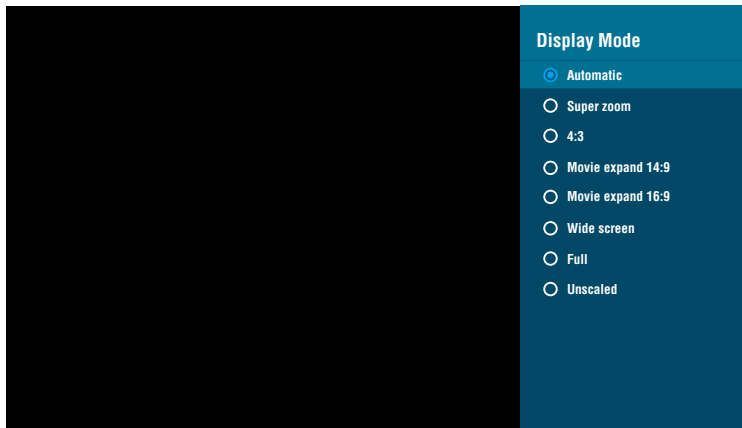 Display Mode
Automatic
Super zoom
4:3
Movie expand 14:9
Movie expand 16:9
Wide screen
Full
Unscaled